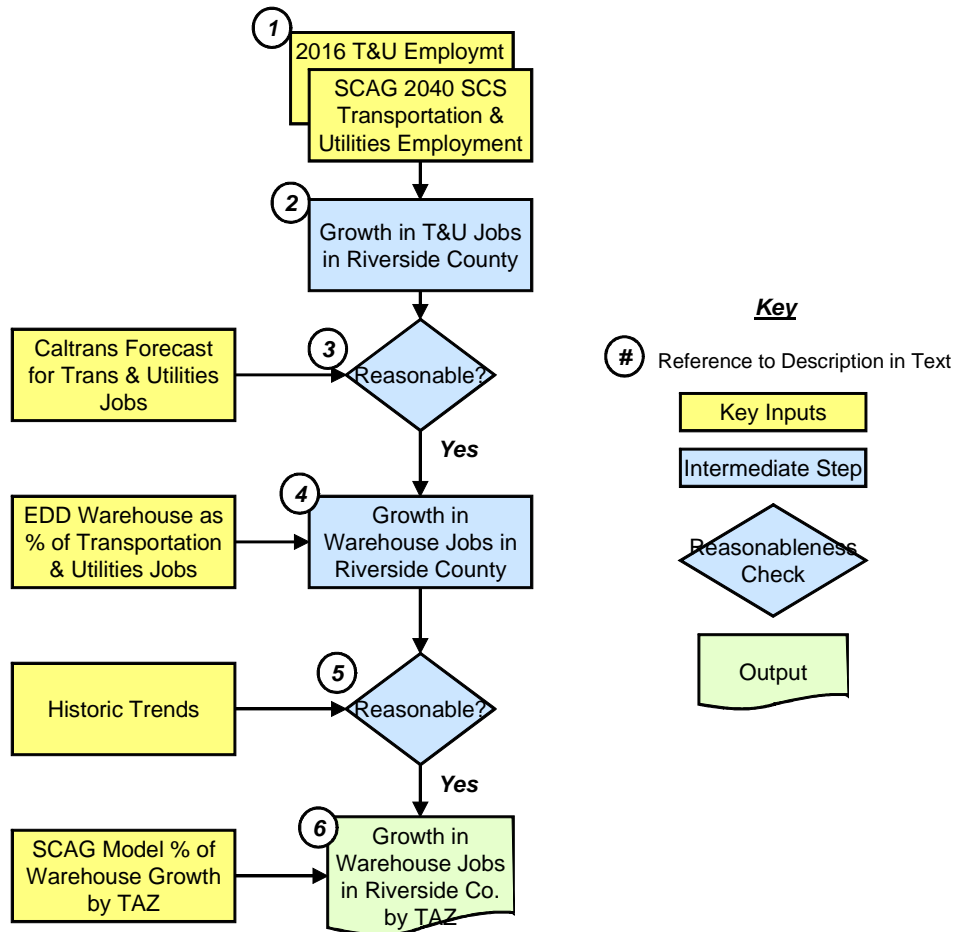 1
2016 T&U Employmt
SCAG 2040 SCS
Transportation &
Utilities Employment
2
Growth in T&U Jobs
in Riverside County
Caltrans Forecast
for Trans & Utilities
Jobs
3
Reasonable?
Yes
EDD Warehouse as
% of Transportation
& Utilities Jobs
4
Growth in
Warehouse Jobs in
Riverside County
Historic Trends
5
Reasonable?
Yes
SCAG Model % of
Warehouse Growth
by TAZ
6
Growth in
Warehouse Jobs
in Riverside Co.
by TAZ
Key
# Reference to Description in Text
Key Inputs
Intermediate Step
Reasonableness
Check
Output